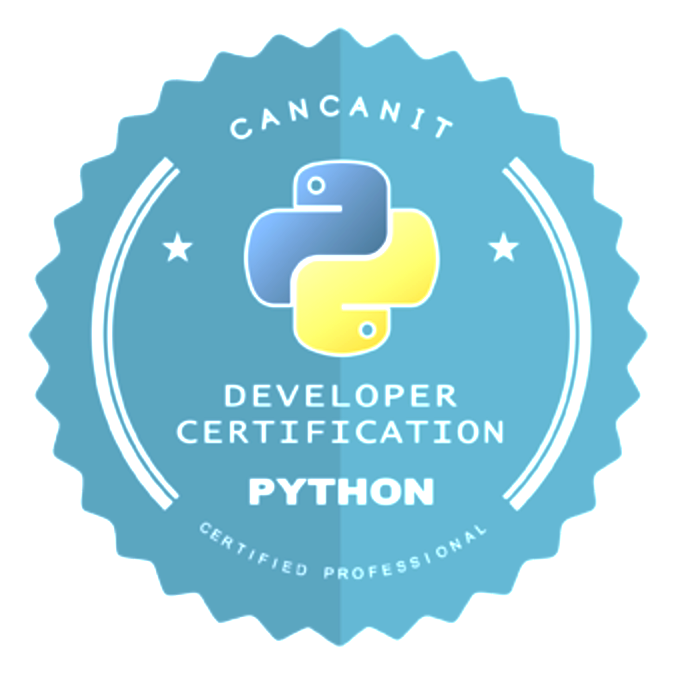 CANCANIT
DEVELOPER
CERTIFICATION
PYTHON
CERTIFIED PROFESSIONAL